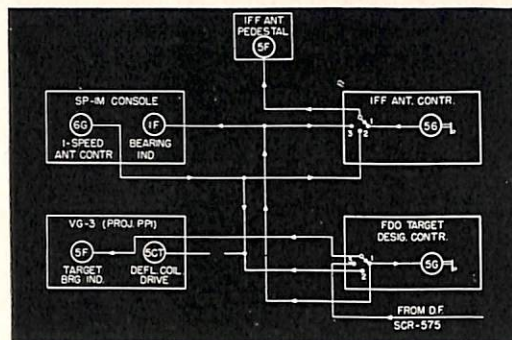 IFF ANT
PEDESTAL
5F
SP-1M CONSOLE
6G
1F
1-SPEED
ANT CONTR
BEARING
IND
IFF ANT. CONTR.
1
3 2
5G
VG-3 (PROJ. PPI)
5F
5CT
TARGET
BRG IND.
DEFL. COIL
DRIVE
FDO TARGET
DESIG. CONTR.
1
2
5G
FROM D.F.
SCR-575